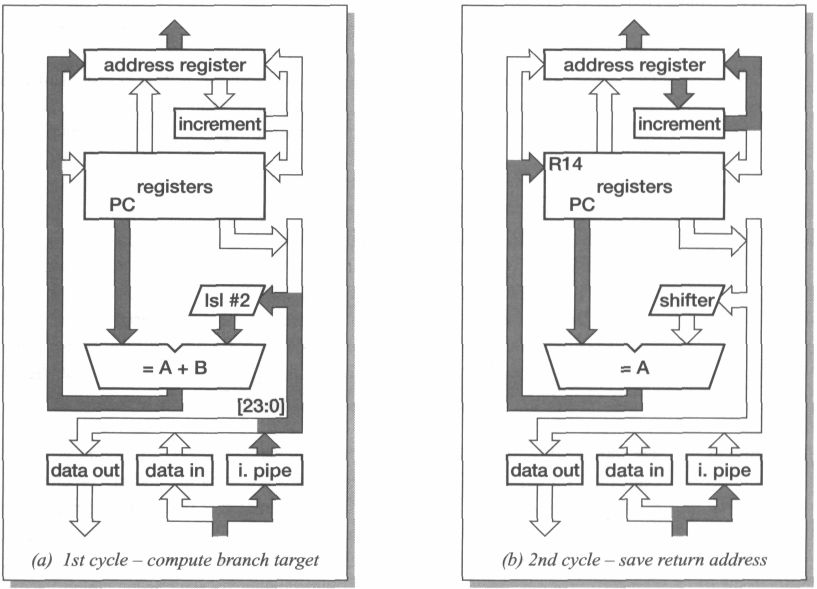 address register
increment
registers
PC
lsl #2
= A + B
[23:0]
data out
data in
i. pipe
(a) 1st cycle – compute branch target
address register
increment
R14
registers
PC
shifter
= A
data out
data in
i. pipe
(b) 2nd cycle – save return address